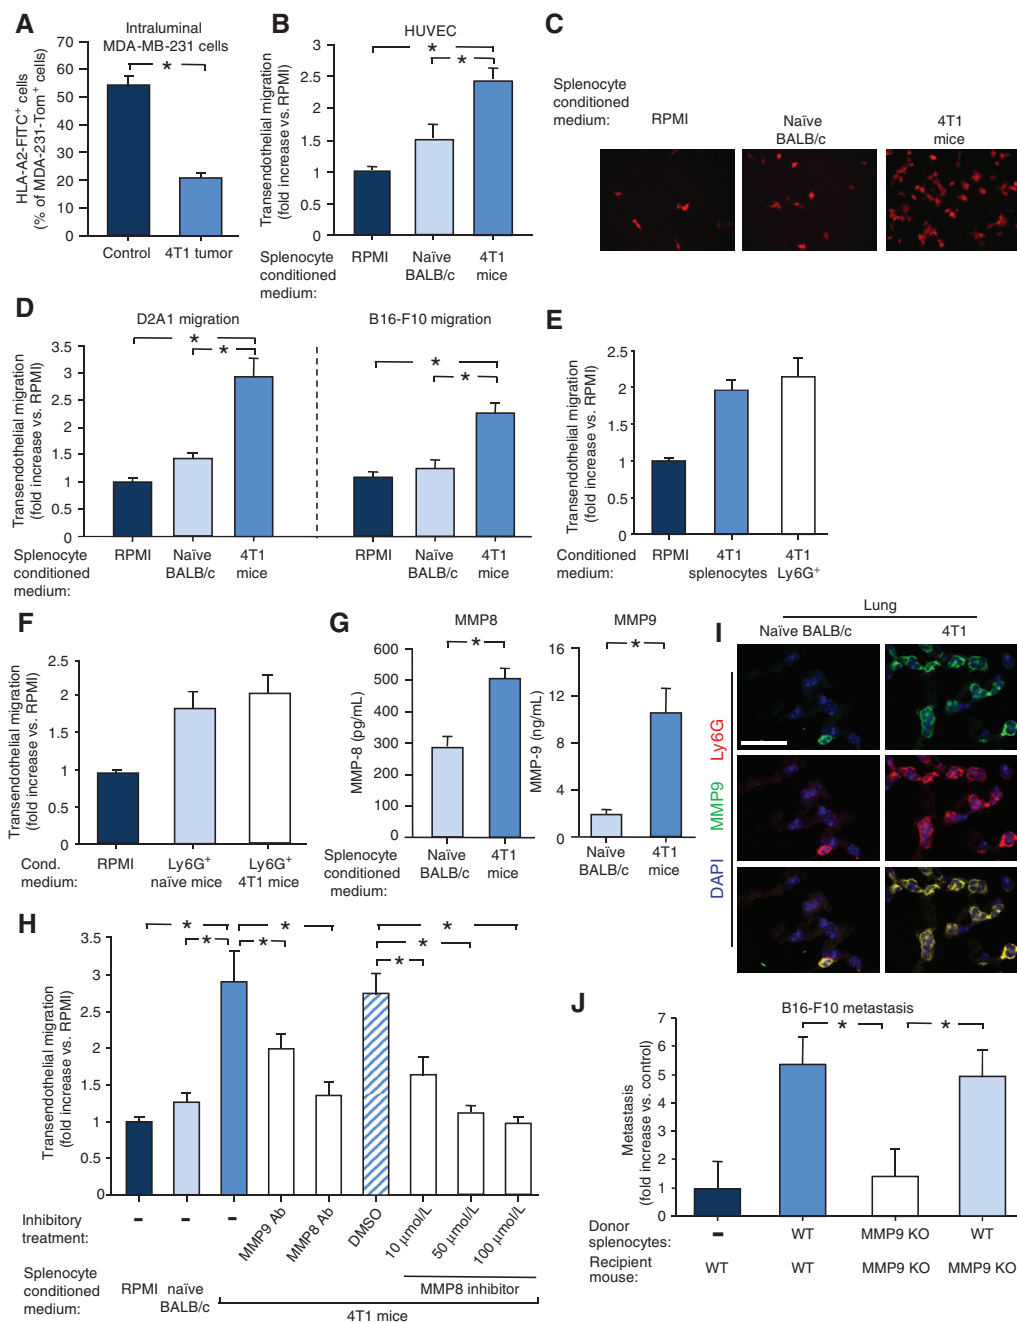 A
Intraluminal
MDA-MB-231 cells
HLA-A2-FITC⁺ cells
(% of MDA-231-Tom⁺ cells)
70
60
50
40
30
20
10
0
*
Control
4T1 tumor
B
HUVEC
Transendothelial migration
(fold increase vs. RPMI)
3
2.5
2
1.5
1
0.5
0
*
*
Splenocyte
conditioned
medium:
RPMI
Naïve
BALB/c
4T1
mice
C
Splenocyte
conditioned
medium:
RPMI
Naïve
BALB/c
4T1
mice
D
D2A1 migration
B16-F10 migration
Transendothelial migration
(fold increase vs. RPMI)
3.5
3
2.5
2
1.5
1
0.5
0
*
*
*
*
Splenocyte
conditioned
medium:
RPMI
Naïve
BALB/c
4T1
mice
RPMI
Naïve
BALB/c
4T1
mice
E
Transendothelial migration
(fold increase vs. RPMI)
2.5
2
1.5
1
0.5
0
Conditioned
medium:
RPMI
4T1
splenocytes
4T1
Ly6G⁺
F
Transendothelial migration
(fold increase vs. RPMI)
2.5
2
1.5
1
0.5
0
Cond.
medium:
RPMI
Ly6G⁺
naïve mice
Ly6G⁺
4T1 mice
G
MMP8
MMP-8 (pg/mL)
600
500
400
300
200
100
0
*
MMP9
MMP-9 (ng/mL)
16
12
8
4
0
*
Splenocyte
conditioned
medium:
Naïve
BALB/c
4T1
mice
Naïve
BALB/c
4T1
mice
I
Lung
Naïve BALB/c
4T1
Ly6G
MMP9
DAPI
H
Transendothelial migration
(fold increase vs. RPMI)
3.5
3
2.5
2
1.5
1
0.5
0
*
*
*
*
*
*
*
Inhibitory
treatment:
–
–
–
MMP9 Ab
MMP8 Ab
DMSO
10 μmol/L
50 μmol/L
100 μmol/L
MMP8 inhibitor
Splenocyte
conditioned
medium:
RPMI
naïve
BALB/c
4T1 mice
J
B16-F10 metastasis
Metastasis
(fold increase vs. control)
7
6
5
4
3
2
1
0
*
*
Donor
splenocytes:
–
WT
MMP9 KO
WT
Recipient
mouse:
WT
WT
MMP9 KO
MMP9 KO